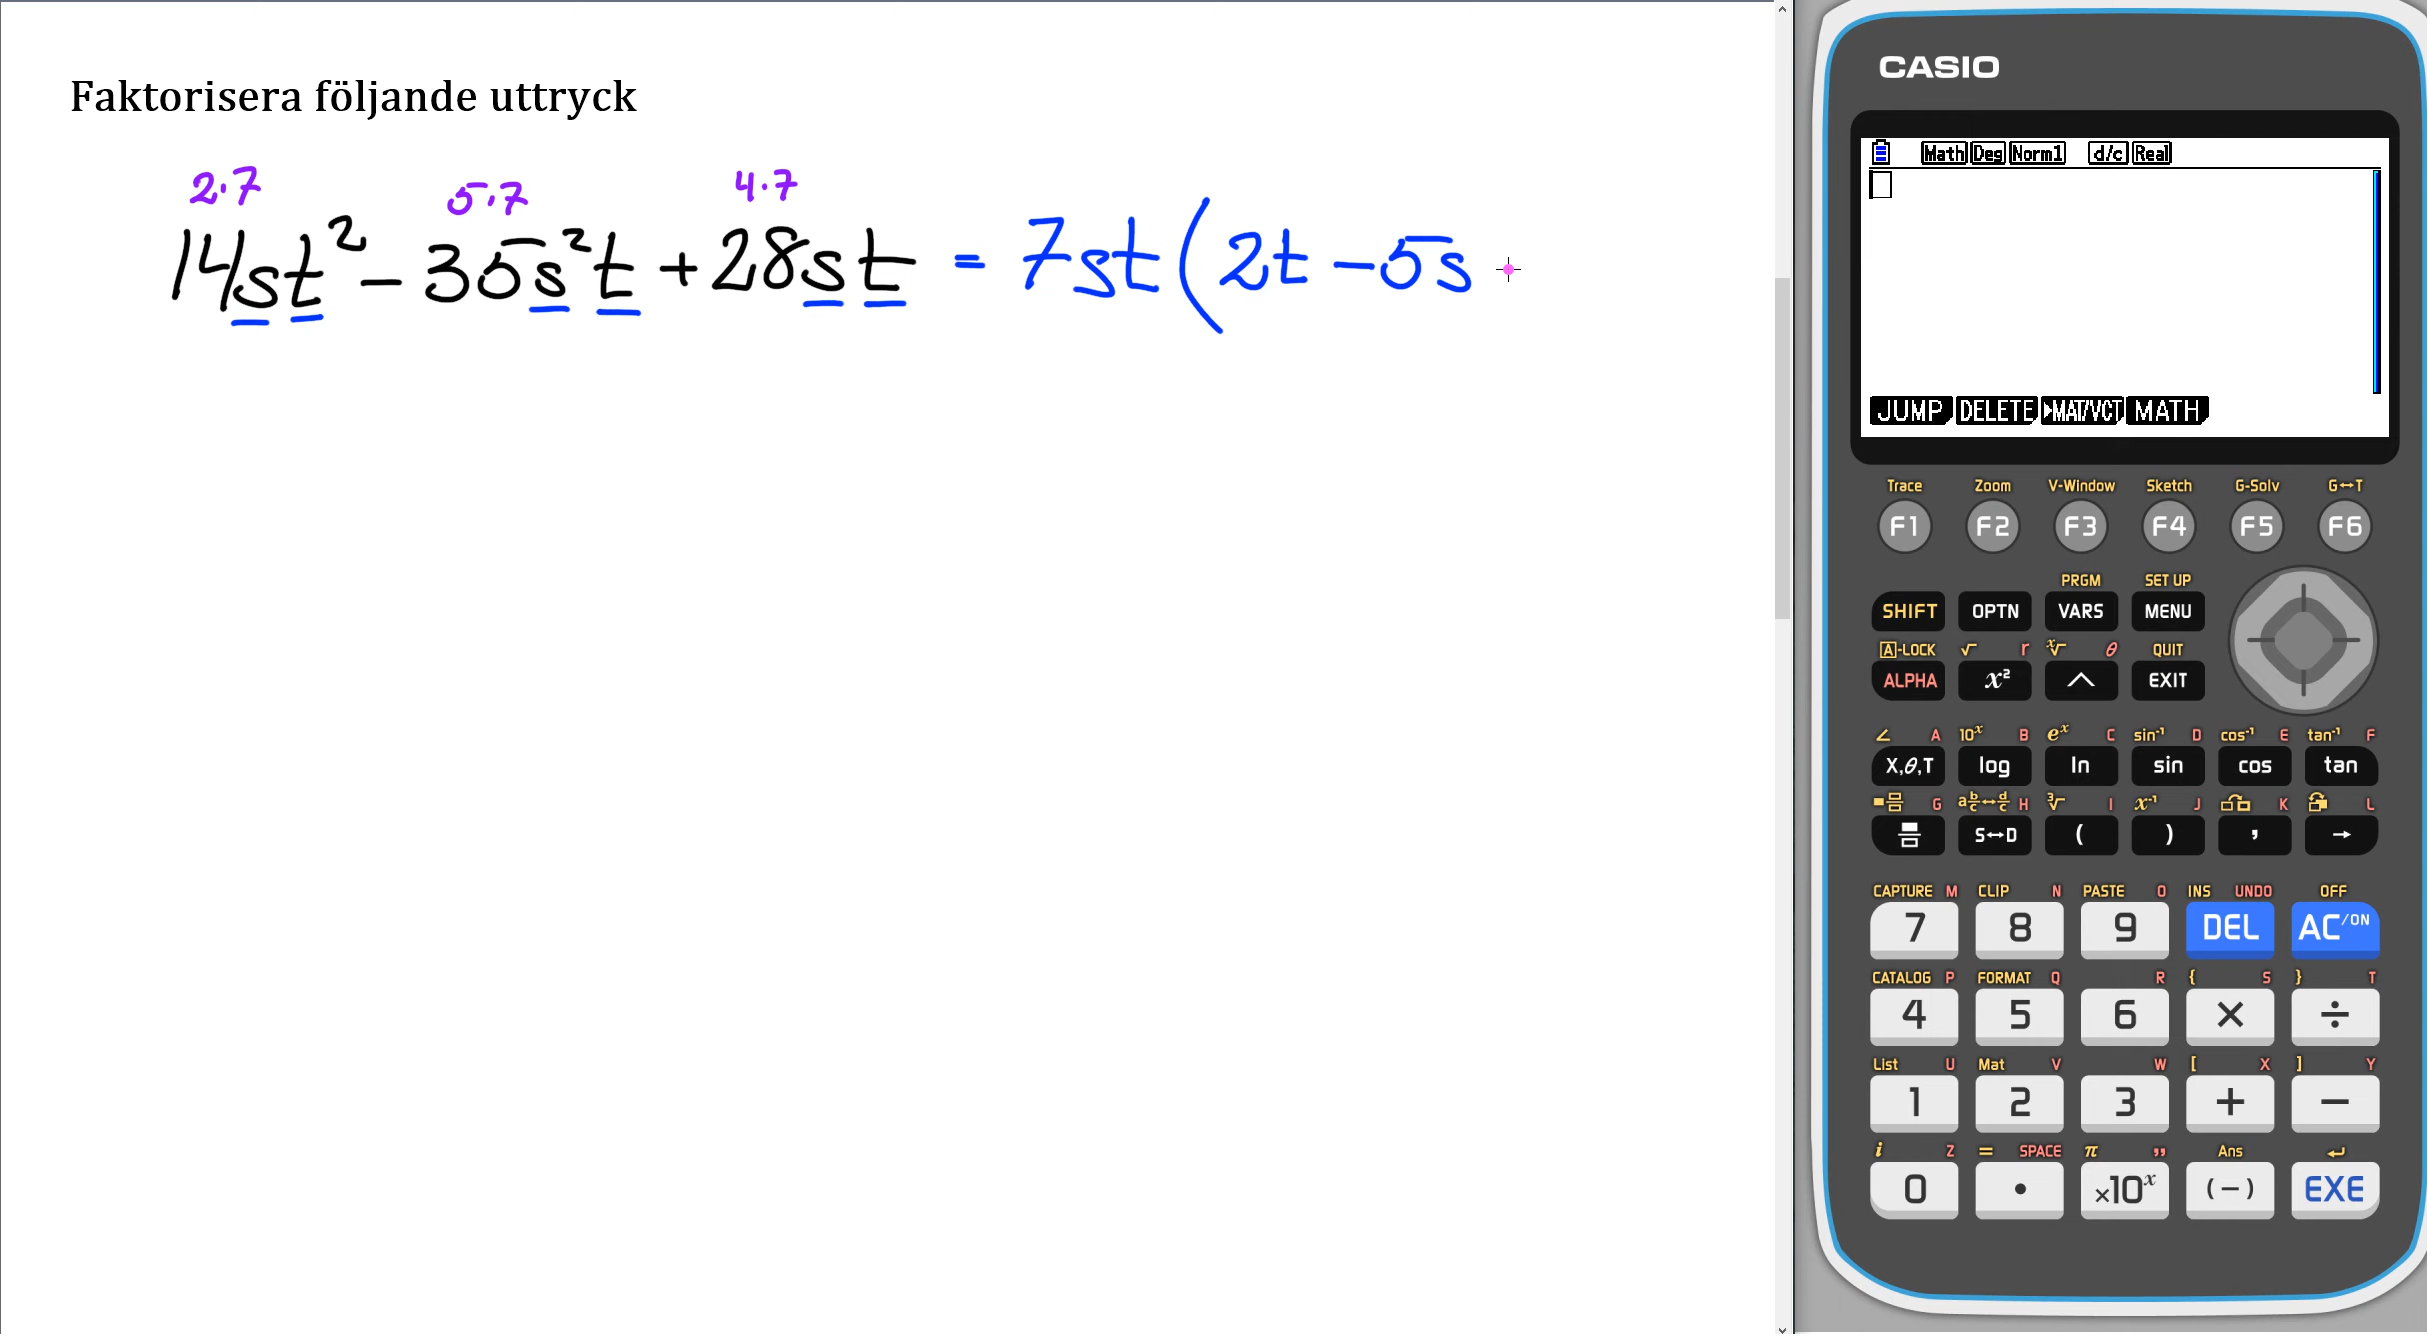 Faktorisera följande uttryck
2·7 5·7 4·7
14st² - 35s²t + 28st = 7st(2t - 5s
CASIO
Math Deg Norm1 d/c Real
JUMP DELETE ▶MAT/VCT MATH
Trace Zoom V-Window Sketch G-Solv G↔T
F1 F2 F3 F4 F5 F6
PRGM SET UP
SHIFT OPTN VARS MENU
A-LOCK √ r ˣ√ θ QUIT
ALPHA x² ^ EXIT
∠ A 10ˣ B eˣ C sin⁻¹ D cos⁻¹ E tan⁻¹ F
X,θ,T log ln sin cos tan
G a b/c↔d/c H ³√ I x⁻¹ J K L
S↔D ( ) , →
CAPTURE M CLIP N PASTE O INS UNDO OFF
7 8 9 DEL AC/ON
CATALOG P FORMAT Q R { S } T
4 5 6 × ÷
List U Mat V W [ X ] Y
1 2 3 + −
i Z = SPACE π " Ans ↵
0 • ×10ˣ (−) EXE